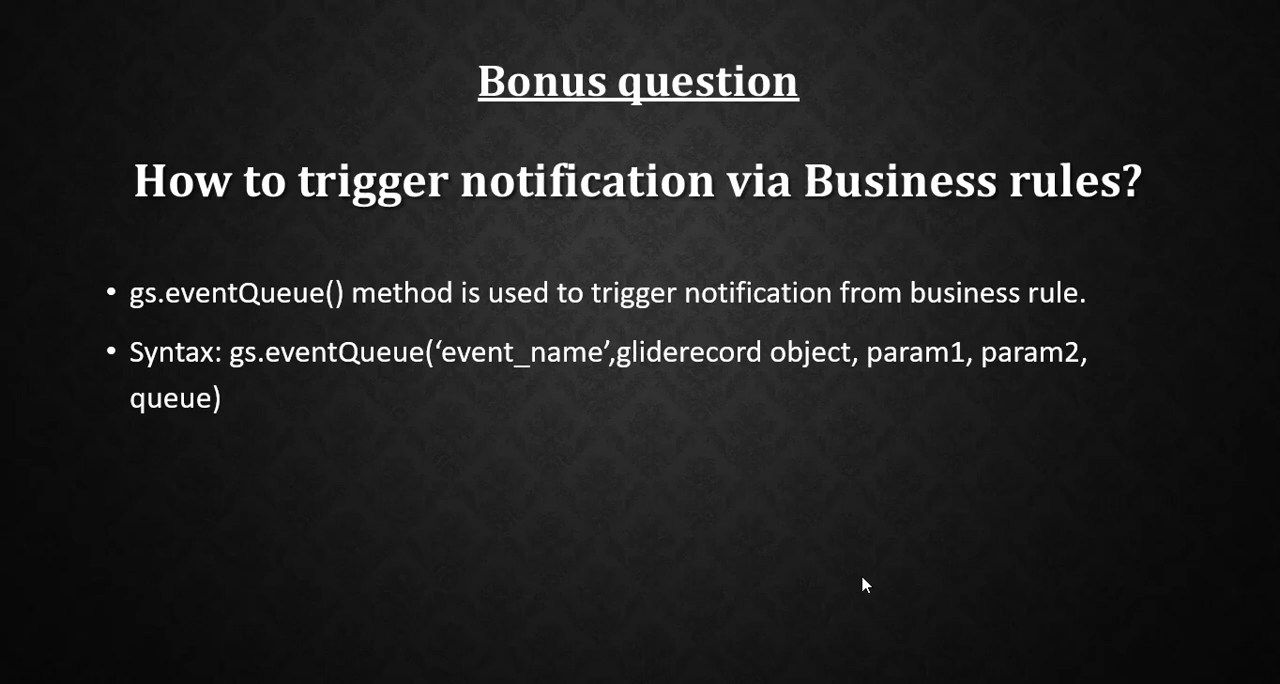 Bonus question
How to trigger notification via Business rules?
• gs.eventQueue() method is used to trigger notification from business rule.
• Syntax: gs.eventQueue(‘event_name’,gliderecord object, param1, param2,
queue)